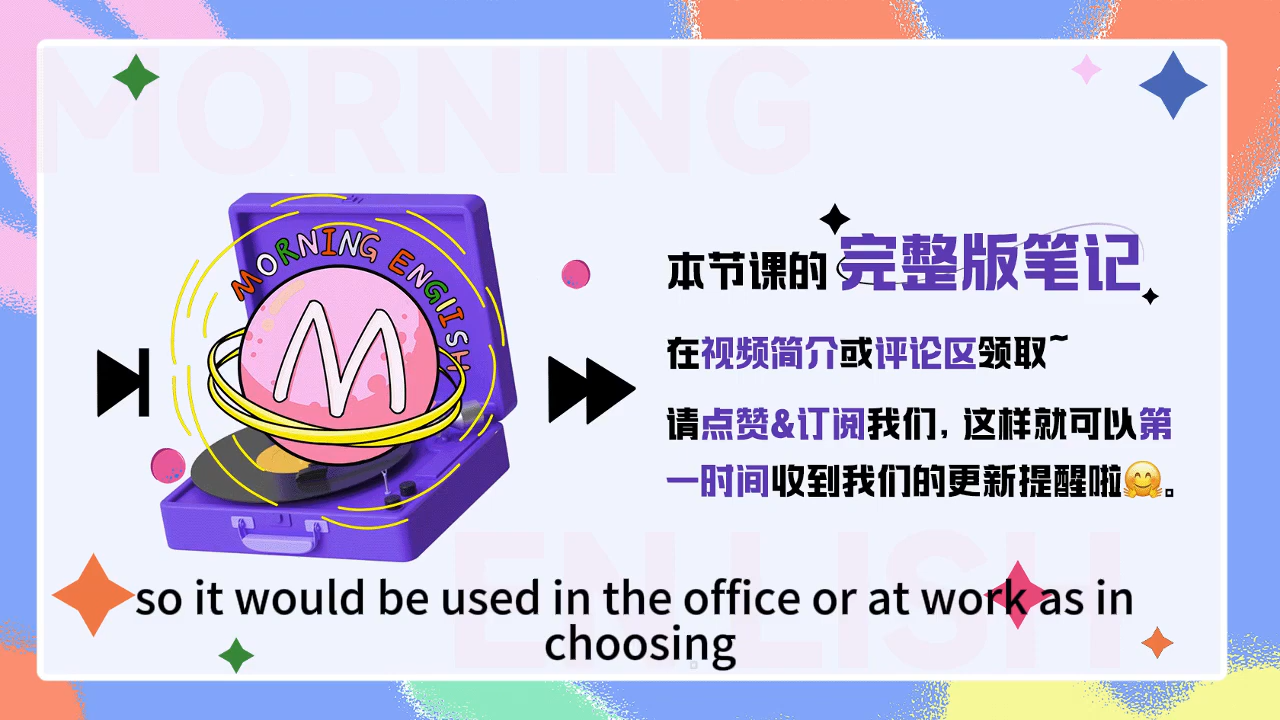 MORNING
MORNING ENGLISH
M
本节课的 完整版笔记
在视频简介或评论区领取~
请点赞&订阅我们,这样就可以第
一时间收到我们的更新提醒啦🤗。
ENGLISH
so it would be used in the office or at work as in
choosing